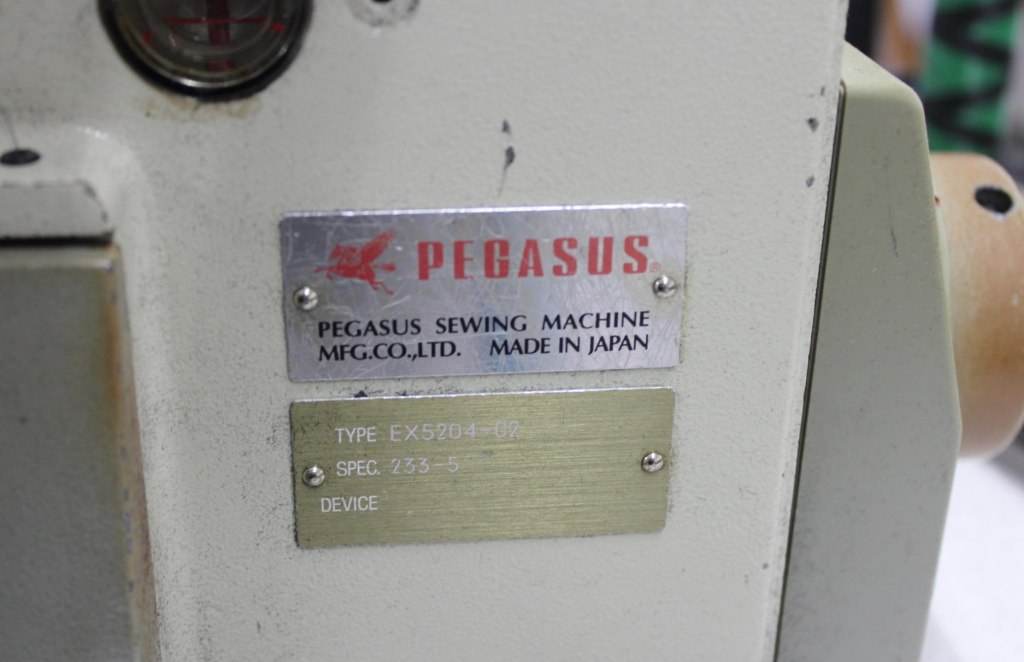 PEGASUS®
PEGASUS SEWING MACHINE
MFG.CO.,LTD. MADE IN JAPAN
TYPE EX5204-02
SPEC. 233-5
DEVICE